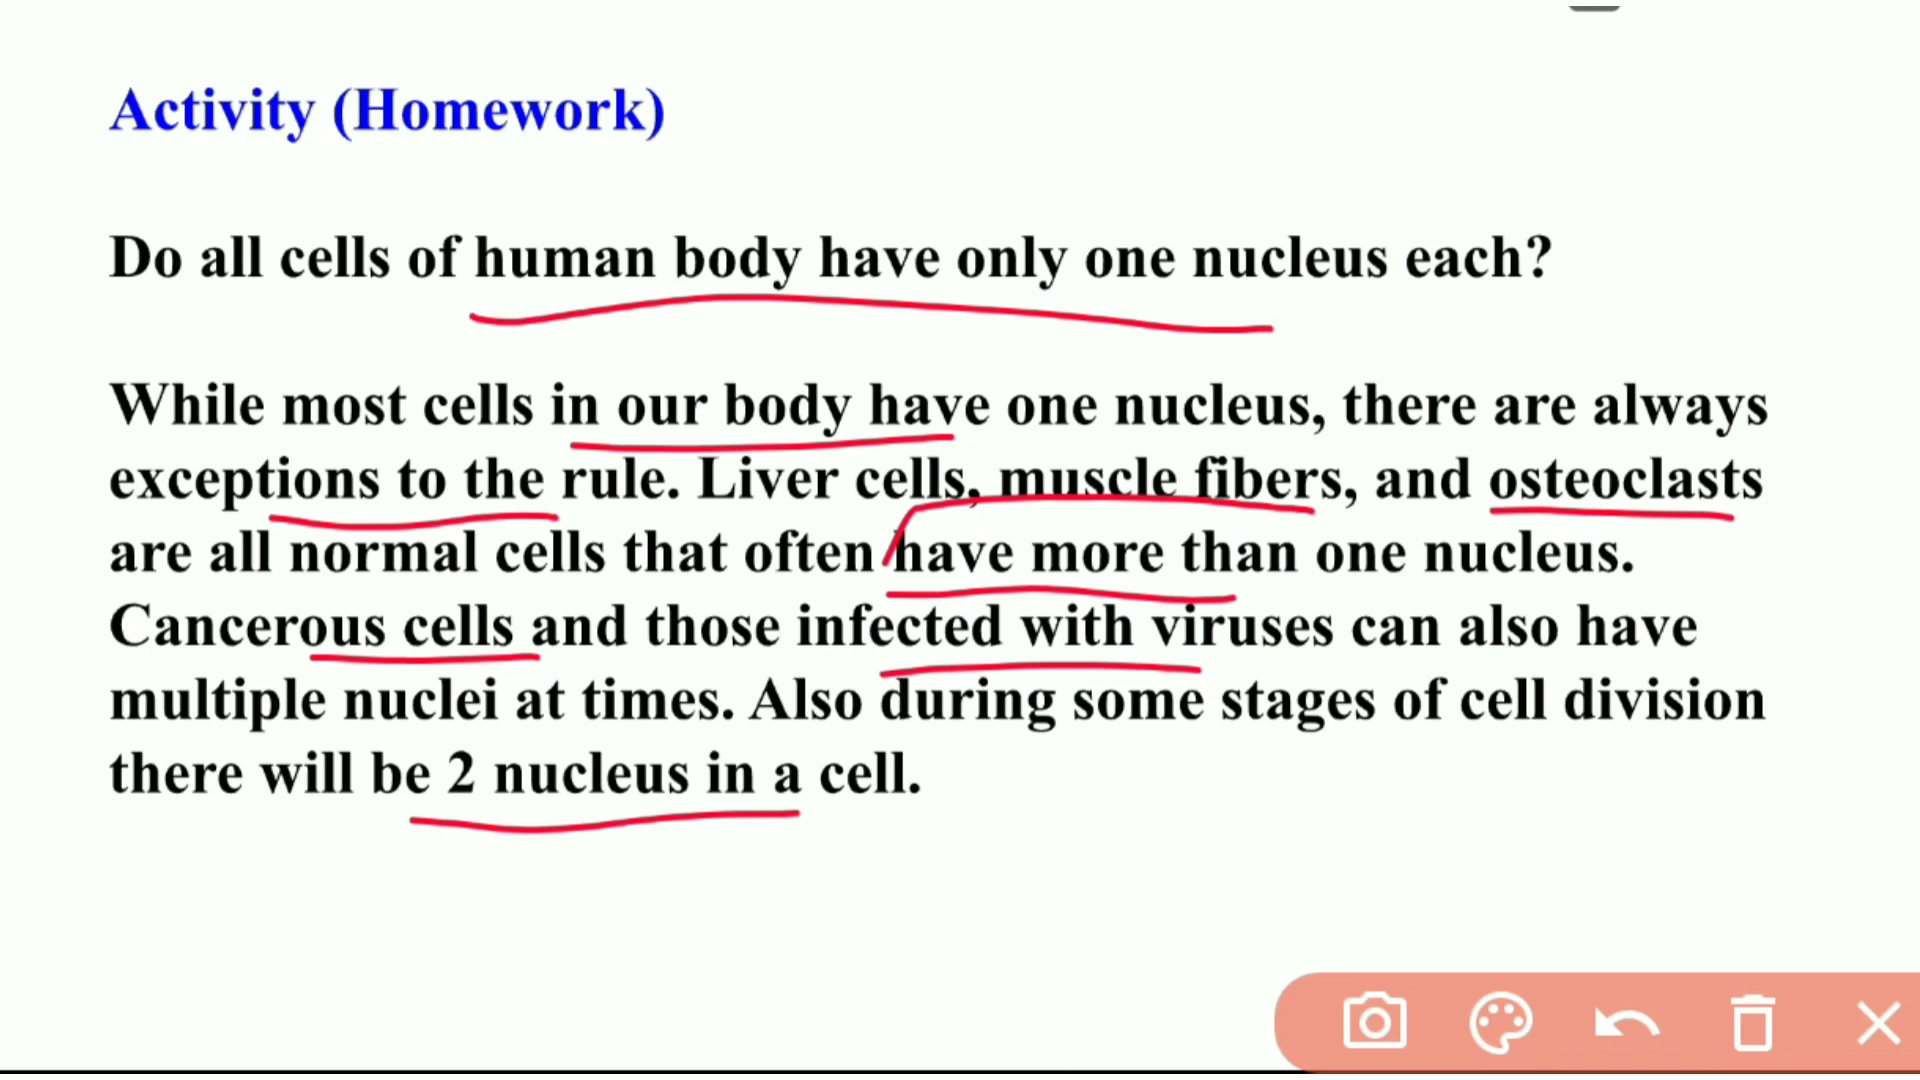 Activity (Homework)
Do all cells of human body have only one nucleus each?
While most cells in our body have one nucleus, there are always
exceptions to the rule. Liver cells, muscle fibers, and osteoclasts
are all normal cells that often have more than one nucleus.
Cancerous cells and those infected with viruses can also have
multiple nuclei at times. Also during some stages of cell division
there will be 2 nucleus in a cell.